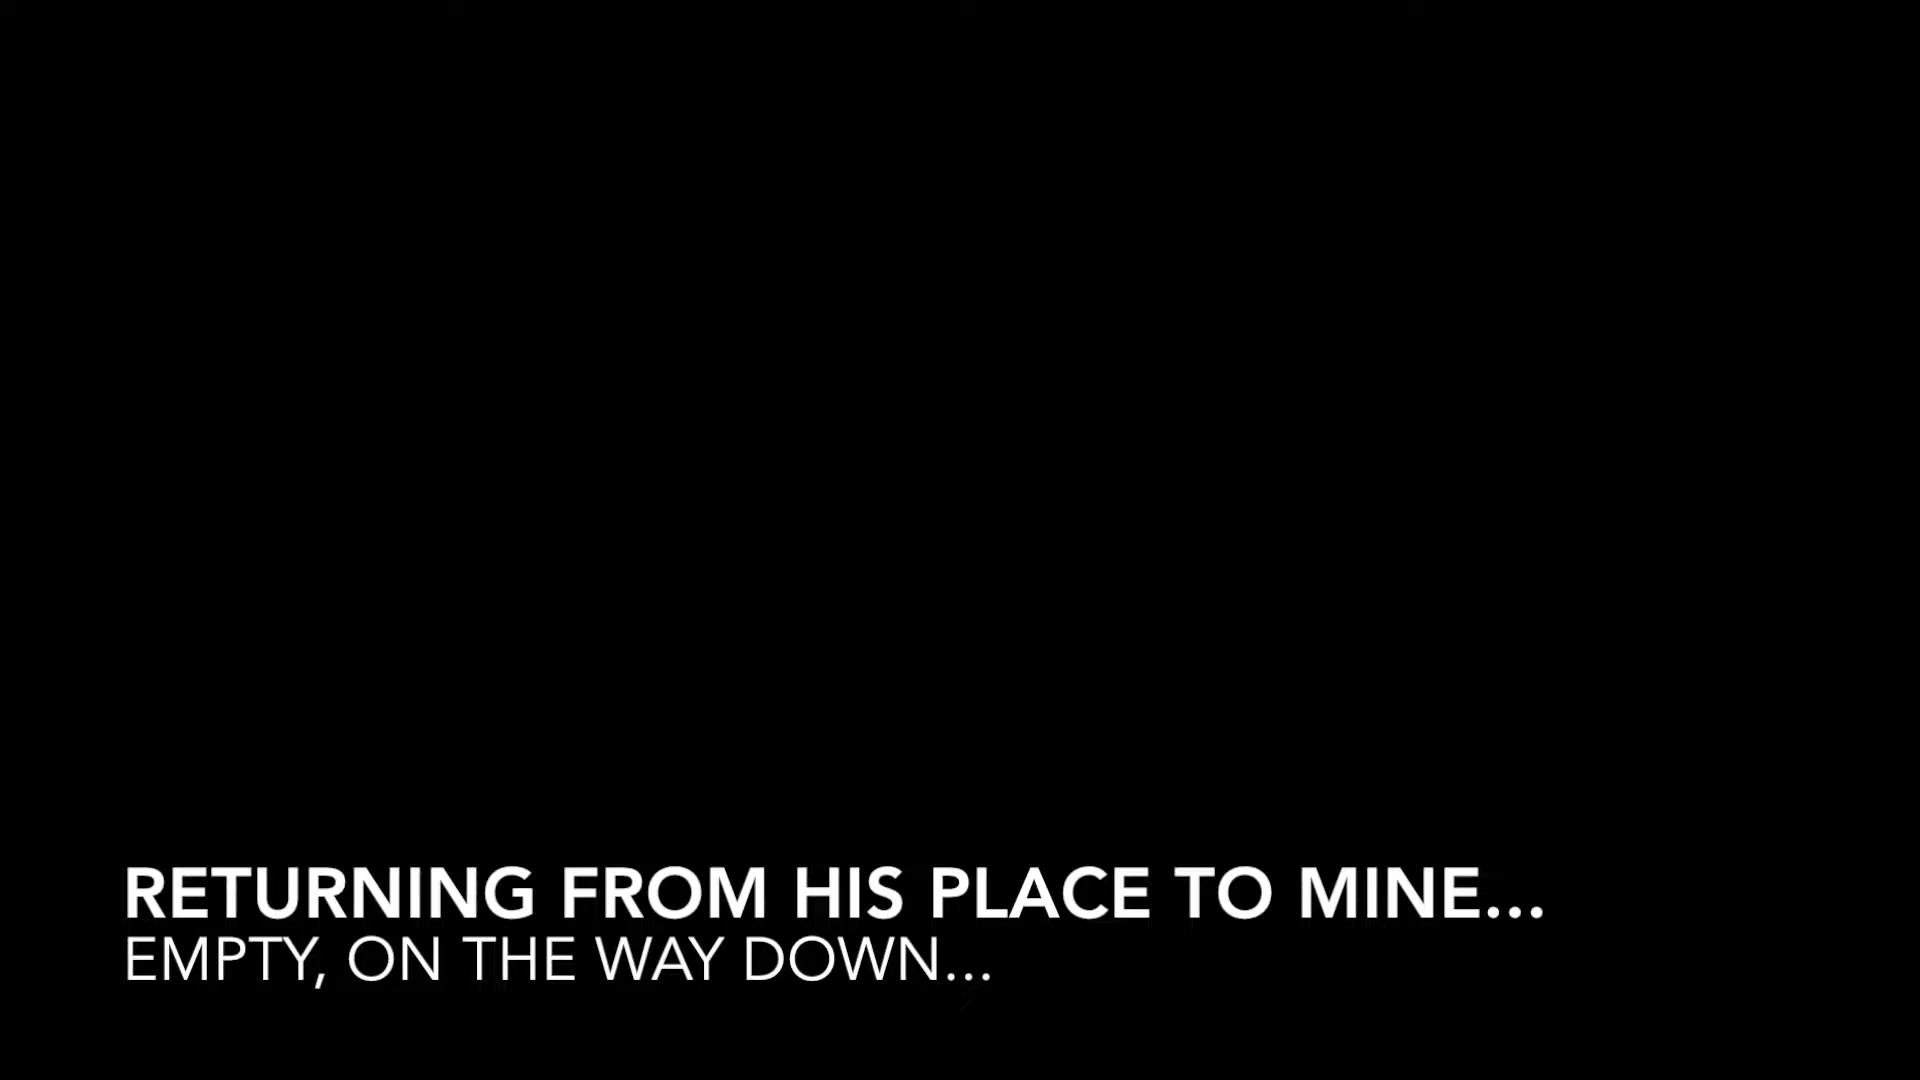 RETURNING FROM HIS PLACE TO MINE...
EMPTY, ON THE WAY DOWN...